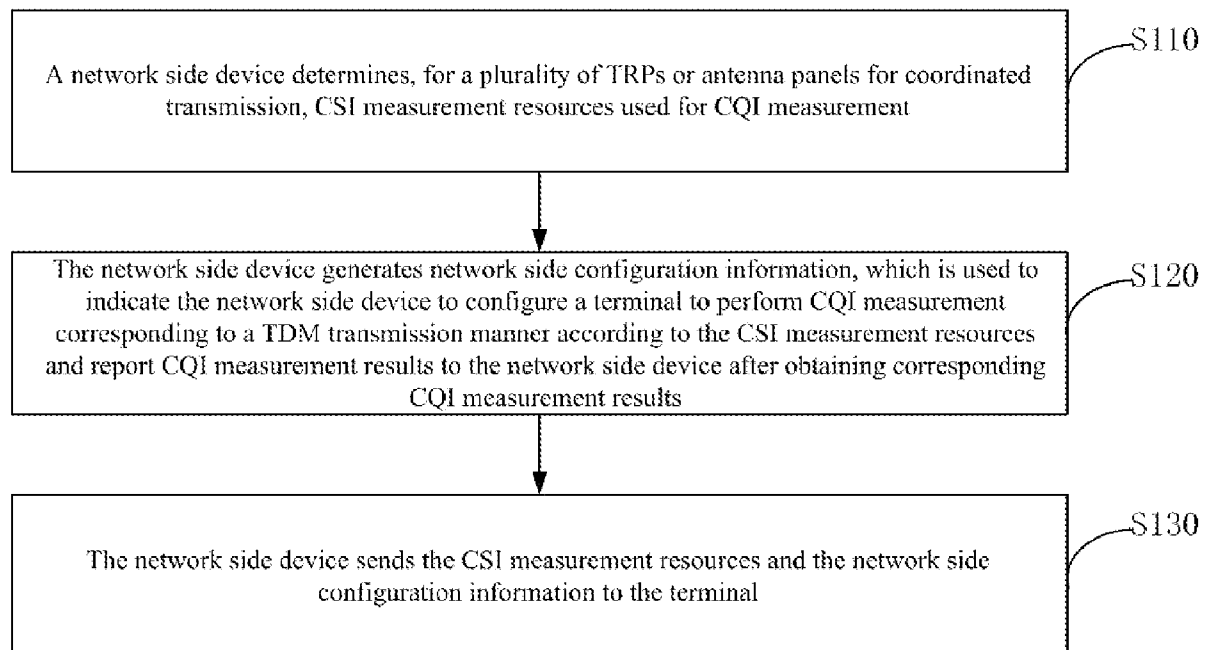 A network side device determines, for a plurality of TRPs or antenna panels for coordinated
transmission, CSI measurement resources used for CQI measurement
S110
The network side device generates network side configuration information, which is used to
indicate the network side device to configure a terminal to perform CQI measurement
corresponding to a TDM transmission manner according to the CSI measurement resources
and report CQI measurement results to the network side device after obtaining corresponding
CQI measurement results
S120
The network side device sends the CSI measurement resources and the network side
configuration information to the terminal
S130